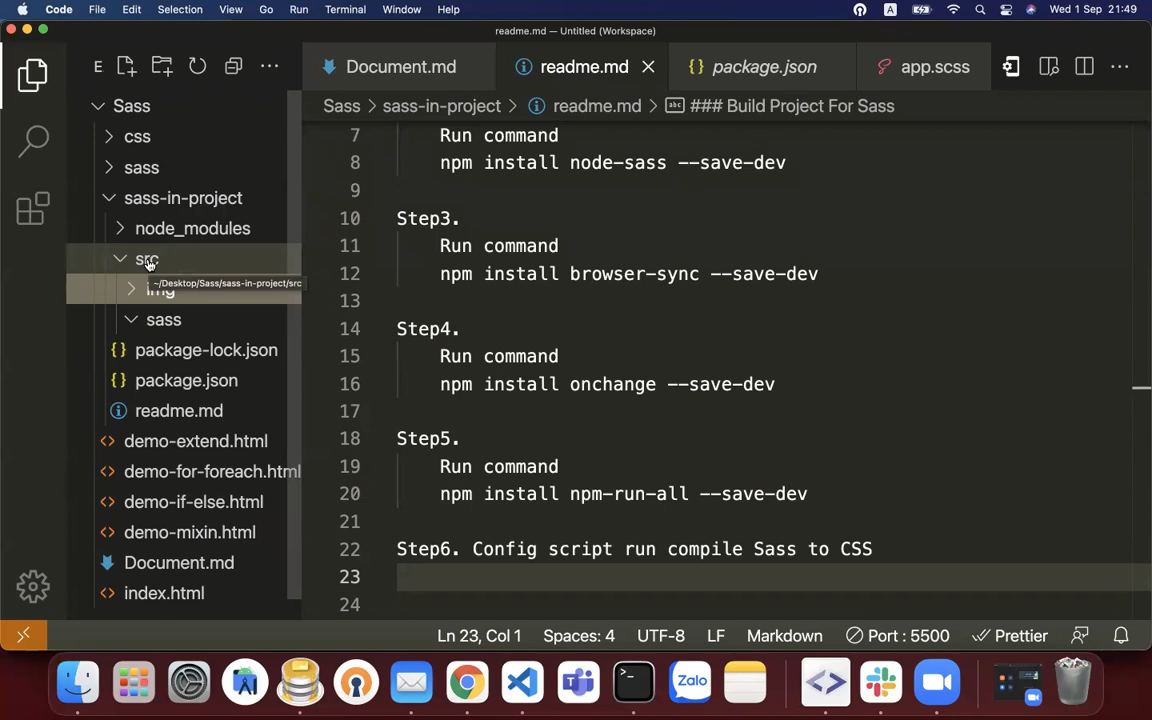 Code File Edit Selection View Go Run Terminal Window Help A Wed 1 Sep 21:49
readme.md — Untitled (Workspace)
E
Document.md readme.md {} package.json app.scss
Sass > sass-in-project > readme.md > abc ### Build Project For Sass
Sass
css
sass
sass-in-project
node_modules
src
~/Desktop/Sass/sass-in-project/src
img
sass
{} package-lock.json
{} package.json
readme.md
demo-extend.html
demo-for-foreach.html
demo-if-else.html
demo-mixin.html
Document.md
index.html
7 Run command
8 npm install node-sass --save-dev
9
10 Step3.
11 Run command
12 npm install browser-sync --save-dev
13
14 Step4.
15 Run command
16 npm install onchange --save-dev
17
18 Step5.
19 Run command
20 npm install npm-run-all --save-dev
21
22 Step6. Config script run compile Sass to CSS
23
24
Ln 23, Col 1 Spaces: 4 UTF-8 LF Markdown Port : 5500 Prettier
Zalo